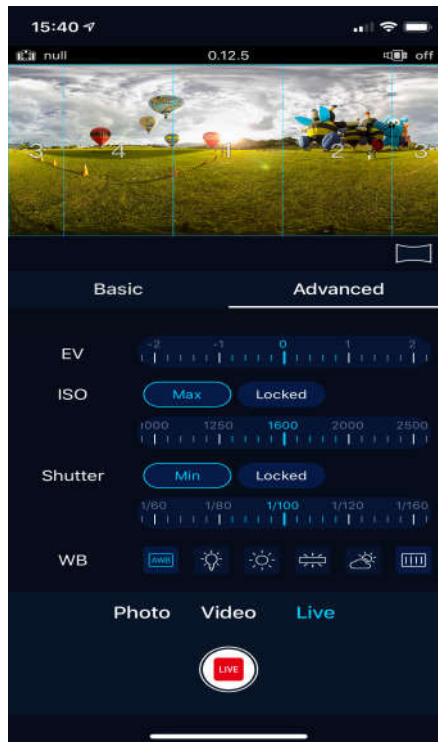 15:40
null 0.12.5 off
3 4 1 2 3
Basic Advanced
EV -2 -1 0 1 2
ISO Max Locked
1000 1250 1600 2000 2500
Shutter Min Locked
1/60 1/80 1/100 1/120 1/160
WB AWB
Photo Video Live
LIVE